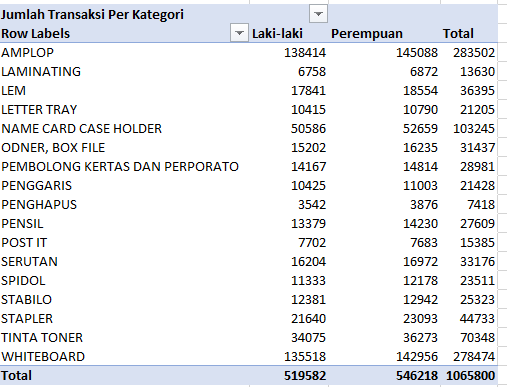 Jumlah Transaksi Per Kategori
Row Labels Laki-laki Perempuan Total
AMPLOP 138414 145088 283502
LAMINATING 6758 6872 13630
LEM 17841 18554 36395
LETTER TRAY 10415 10790 21205
NAME CARD CASE HOLDER 50586 52659 103245
ODNER, BOX FILE 15202 16235 31437
PEMBOLONG KERTAS DAN PERPORATO 14167 14814 28981
PENGGARIS 10425 11003 21428
PENGHAPUS 3542 3876 7418
PENSIL 13379 14230 27609
POST IT 7702 7683 15385
SERUTAN 16204 16972 33176
SPIDOL 11333 12178 23511
STABILO 12381 12942 25323
STAPLER 21640 23093 44733
TINTA TONER 34075 36273 70348
WHITEBOARD 135518 142956 278474
Total 519582 546218 1065800